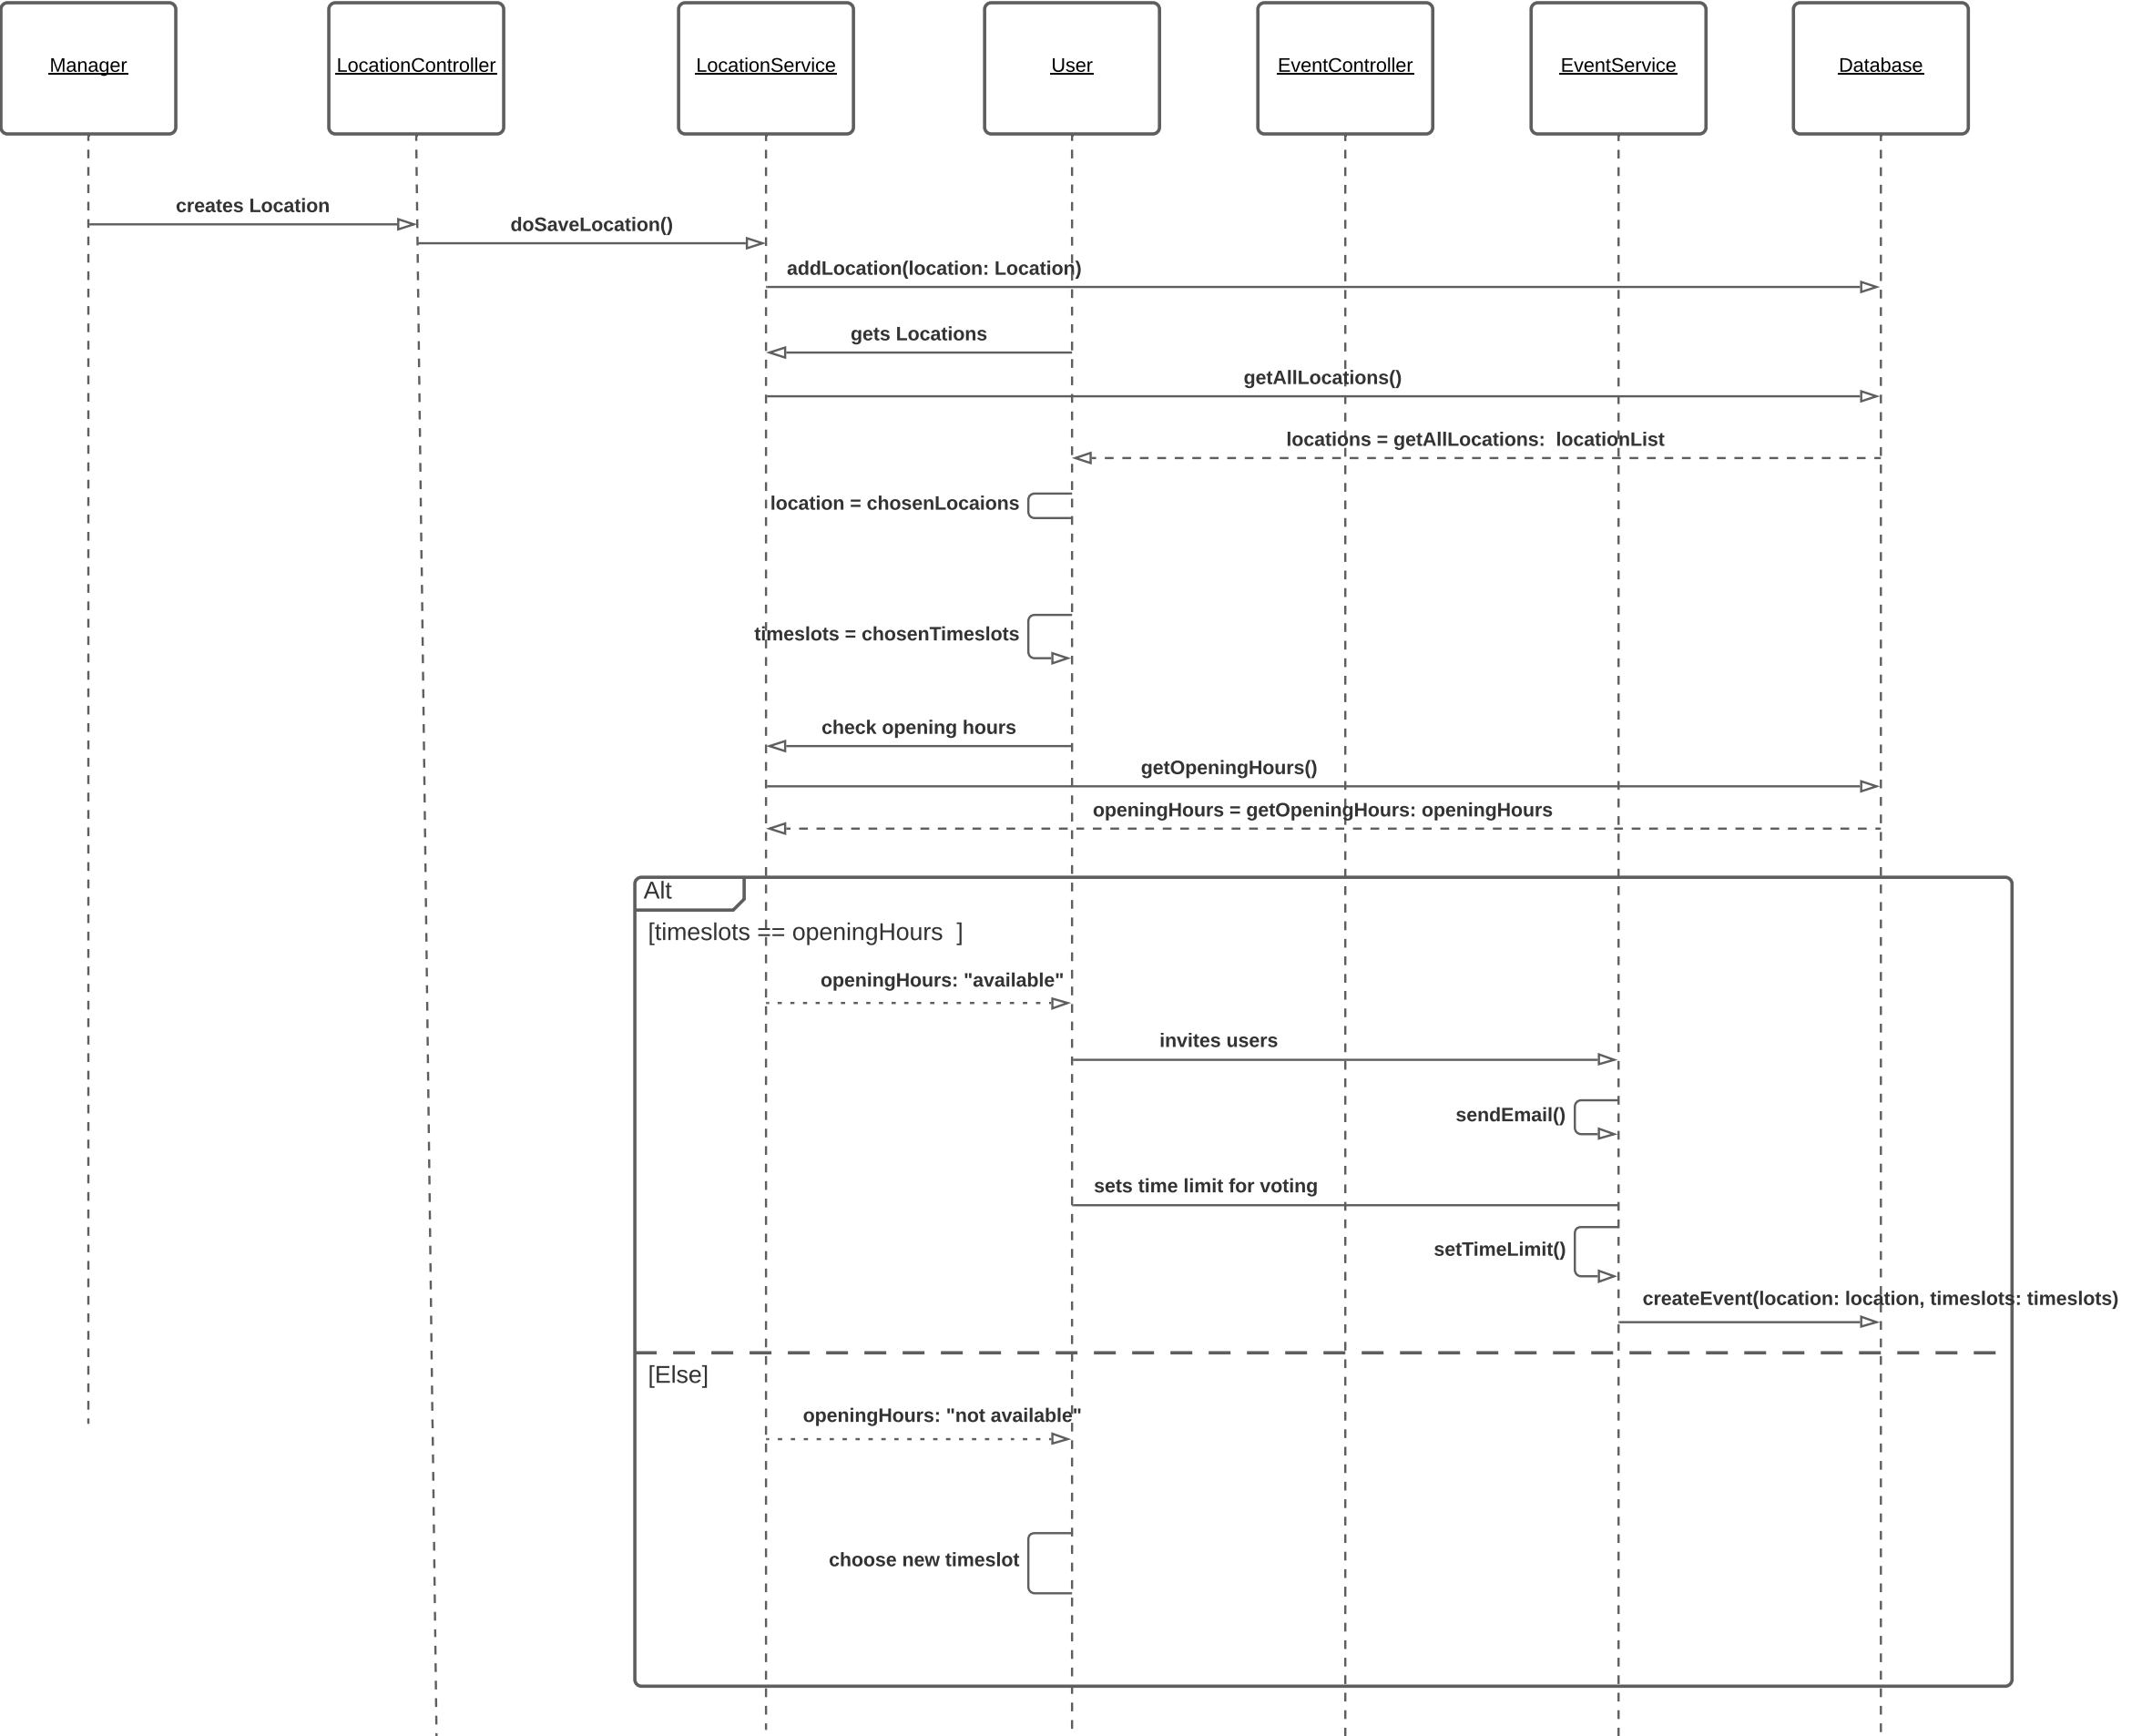 Manager
LocationController
LocationService
User
EventController
EventService
Database
creates Location
doSaveLocation()
addLocation(location: Location)
gets Locations
getAllLocations()
locations = getAllLocations:  locationList
location = chosenLocaions
timeslots = chosenTimeslots
check opening hours
getOpeningHours()
openingHours = getOpeningHours: openingHours
Alt
[timeslots == openingHours  ]
openingHours: "available"
invites users
sendEmail()
sets time limit for voting
setTimeLimit()
createEvent(location: location, timeslots: timeslots)
[Else]
openingHours: "not available"
choose new timeslot